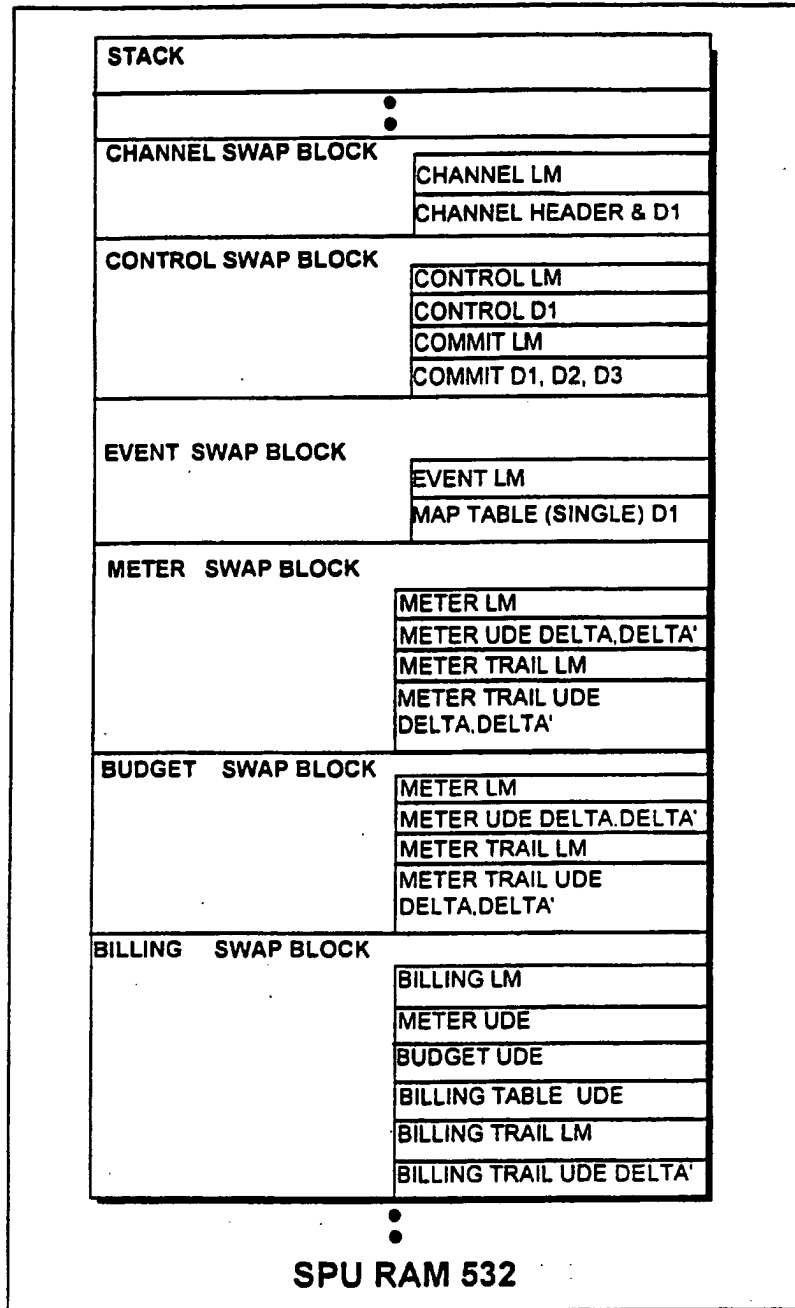 STACK
CHANNEL SWAP BLOCK
CHANNEL LM
CHANNEL HEADER & D1
CONTROL SWAP BLOCK
CONTROL LM
CONTROL D1
COMMIT LM
COMMIT D1, D2, D3
EVENT SWAP BLOCK
EVENT LM
MAP TABLE (SINGLE) D1
METER SWAP BLOCK
METER LM
METER UDE DELTA,DELTA'
METER TRAIL LM
METER TRAIL UDE
DELTA,DELTA'
BUDGET SWAP BLOCK
METER LM
METER UDE DELTA,DELTA'
METER TRAIL LM
METER TRAIL UDE
DELTA,DELTA'
BILLING SWAP BLOCK
BILLING LM
METER UDE
BUDGET UDE
BILLING TABLE UDE
BILLING TRAIL LM
BILLING TRAIL UDE DELTA'
SPU RAM 532